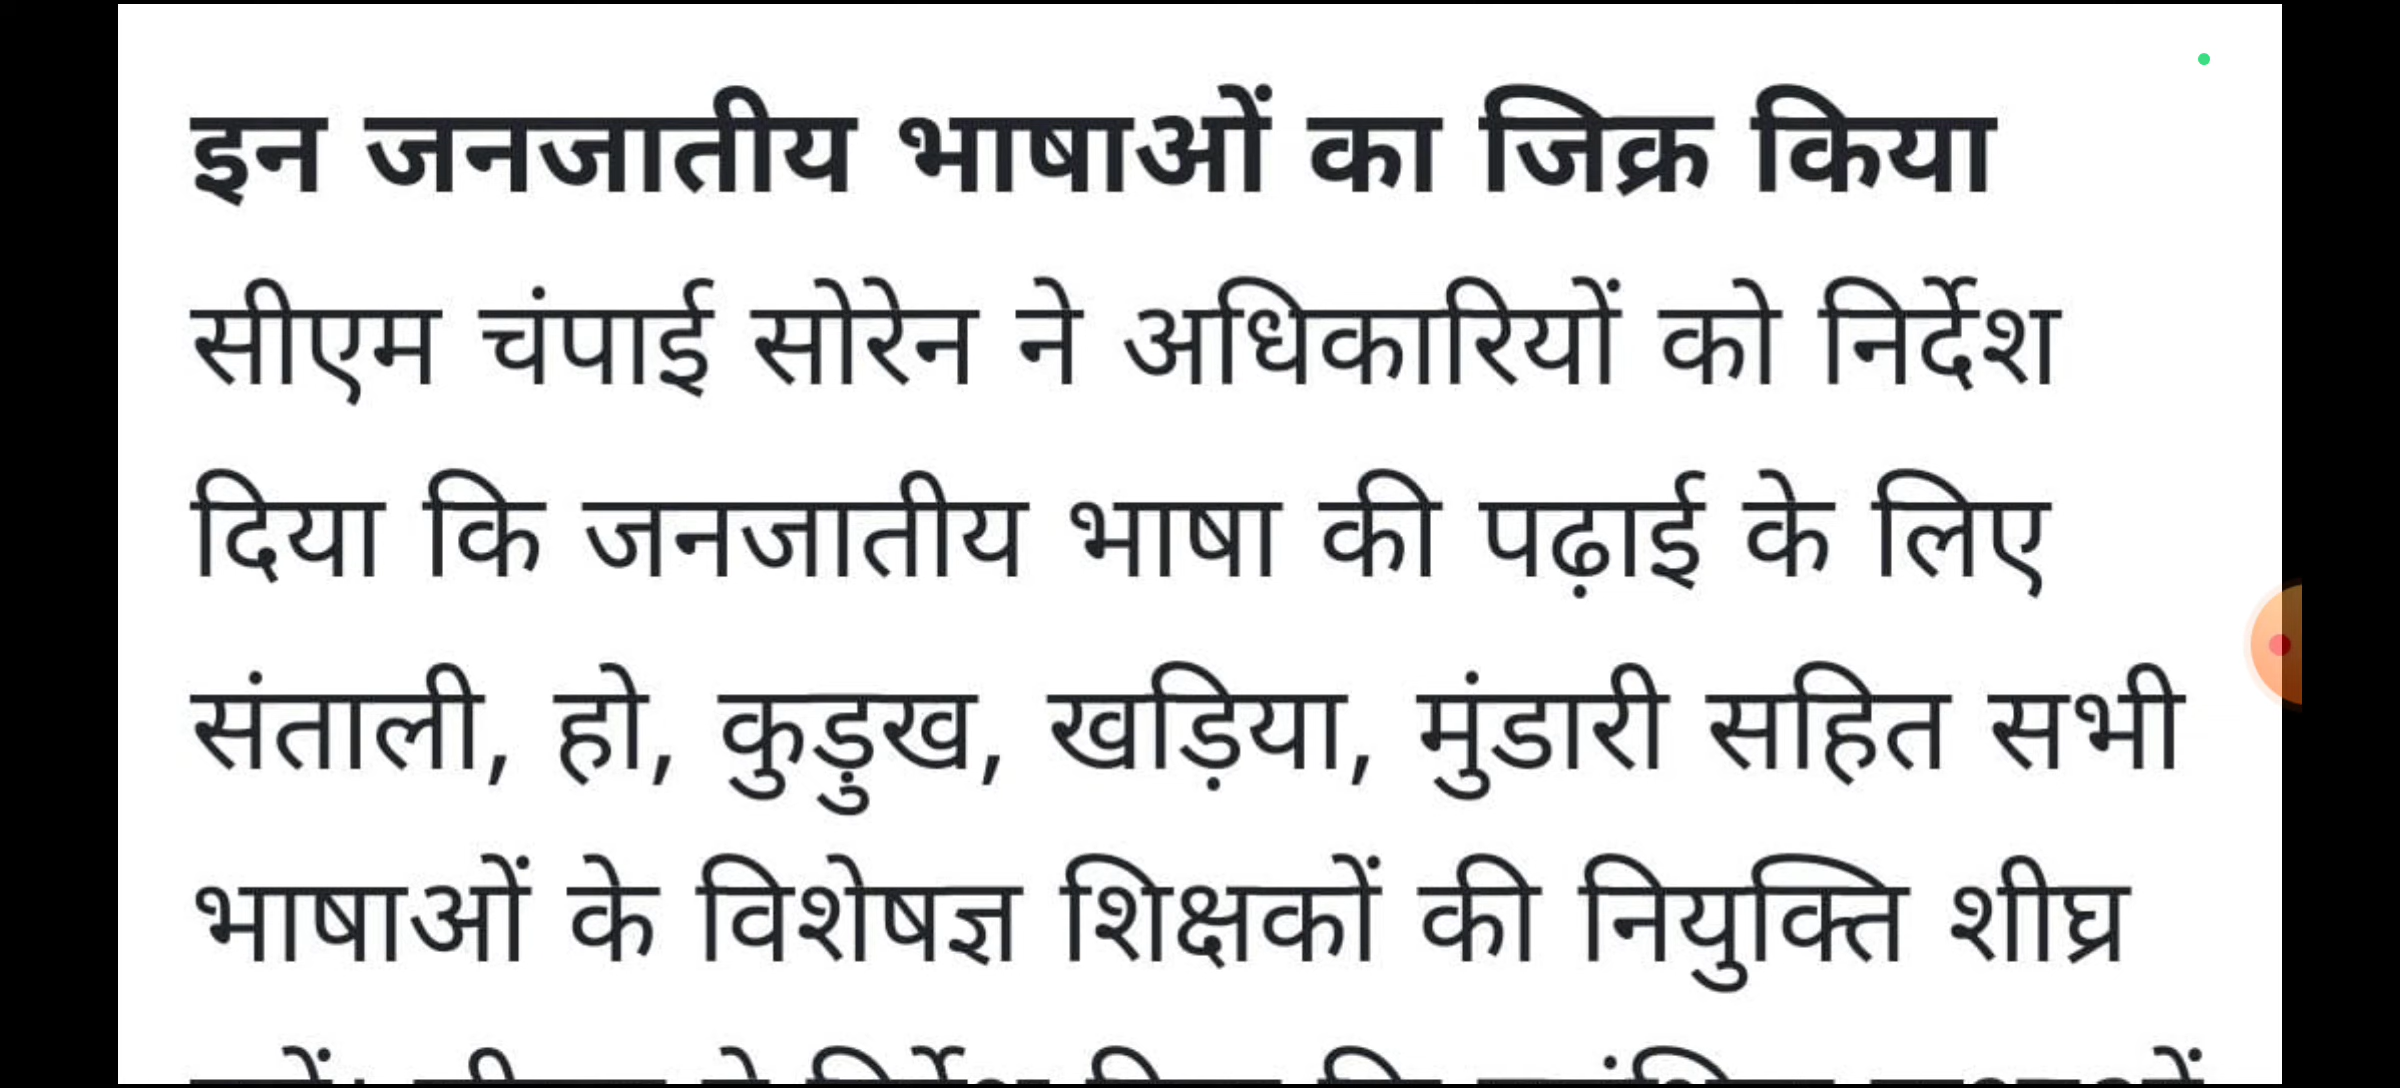 इन जनजातीय भाषाओं का जिक्र किया
सीएम चंपाई सोरेन ने अधिकारियों को निर्देश
दिया कि जनजातीय भाषा की पढ़ाई के लिए
संताली, हो, कुड़ुख, खड़िया, मुंडारी सहित सभी
भाषाओं के विशेषज्ञ शिक्षकों की नियुक्ति शीघ्र